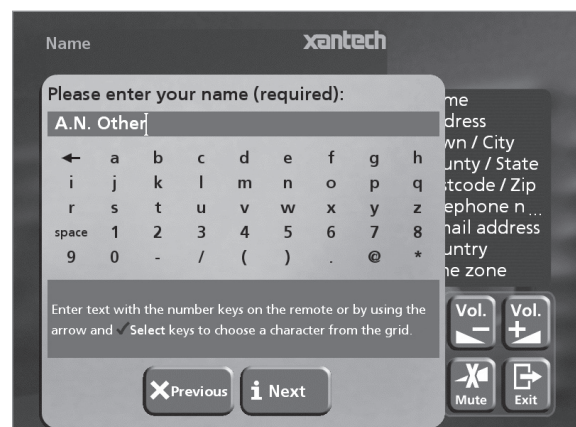 Name
xantech
Please enter your name (required):
A.N. Other
a b c d e f g h
i j k l m n o p q
r s t u v w x y z
space 1 2 3 4 5 6 7 8
9 0 - / ( ) . @ *
Enter text with the number keys on the remote or by using the
arrow and ✓Select keys to choose a character from the grid.
Previous
i Next
me
dress
wn / City
unty / State
stcode / Zip
ephone n...
nail address
untry
ne zone
Vol. Vol.
Mute Exit